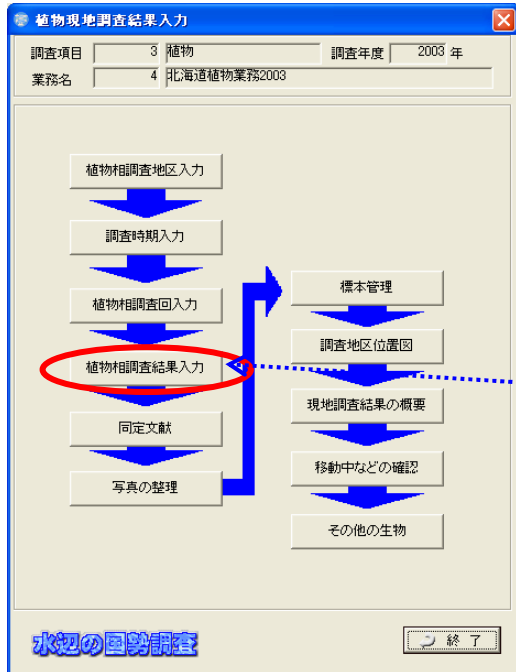 植物現地調査結果入力
調査項目 3 植物 調査年度 2003 年
業務名 4 北海道植物業務2003
植物相調査地区入力
調査時期入力
植物相調査回入力
植物相調査結果入力
同定文献
写真の整理
標本管理
調査地区位置図
現地調査結果の概要
移動中などの確認
その他の生物
水辺の国勢調査
終 了